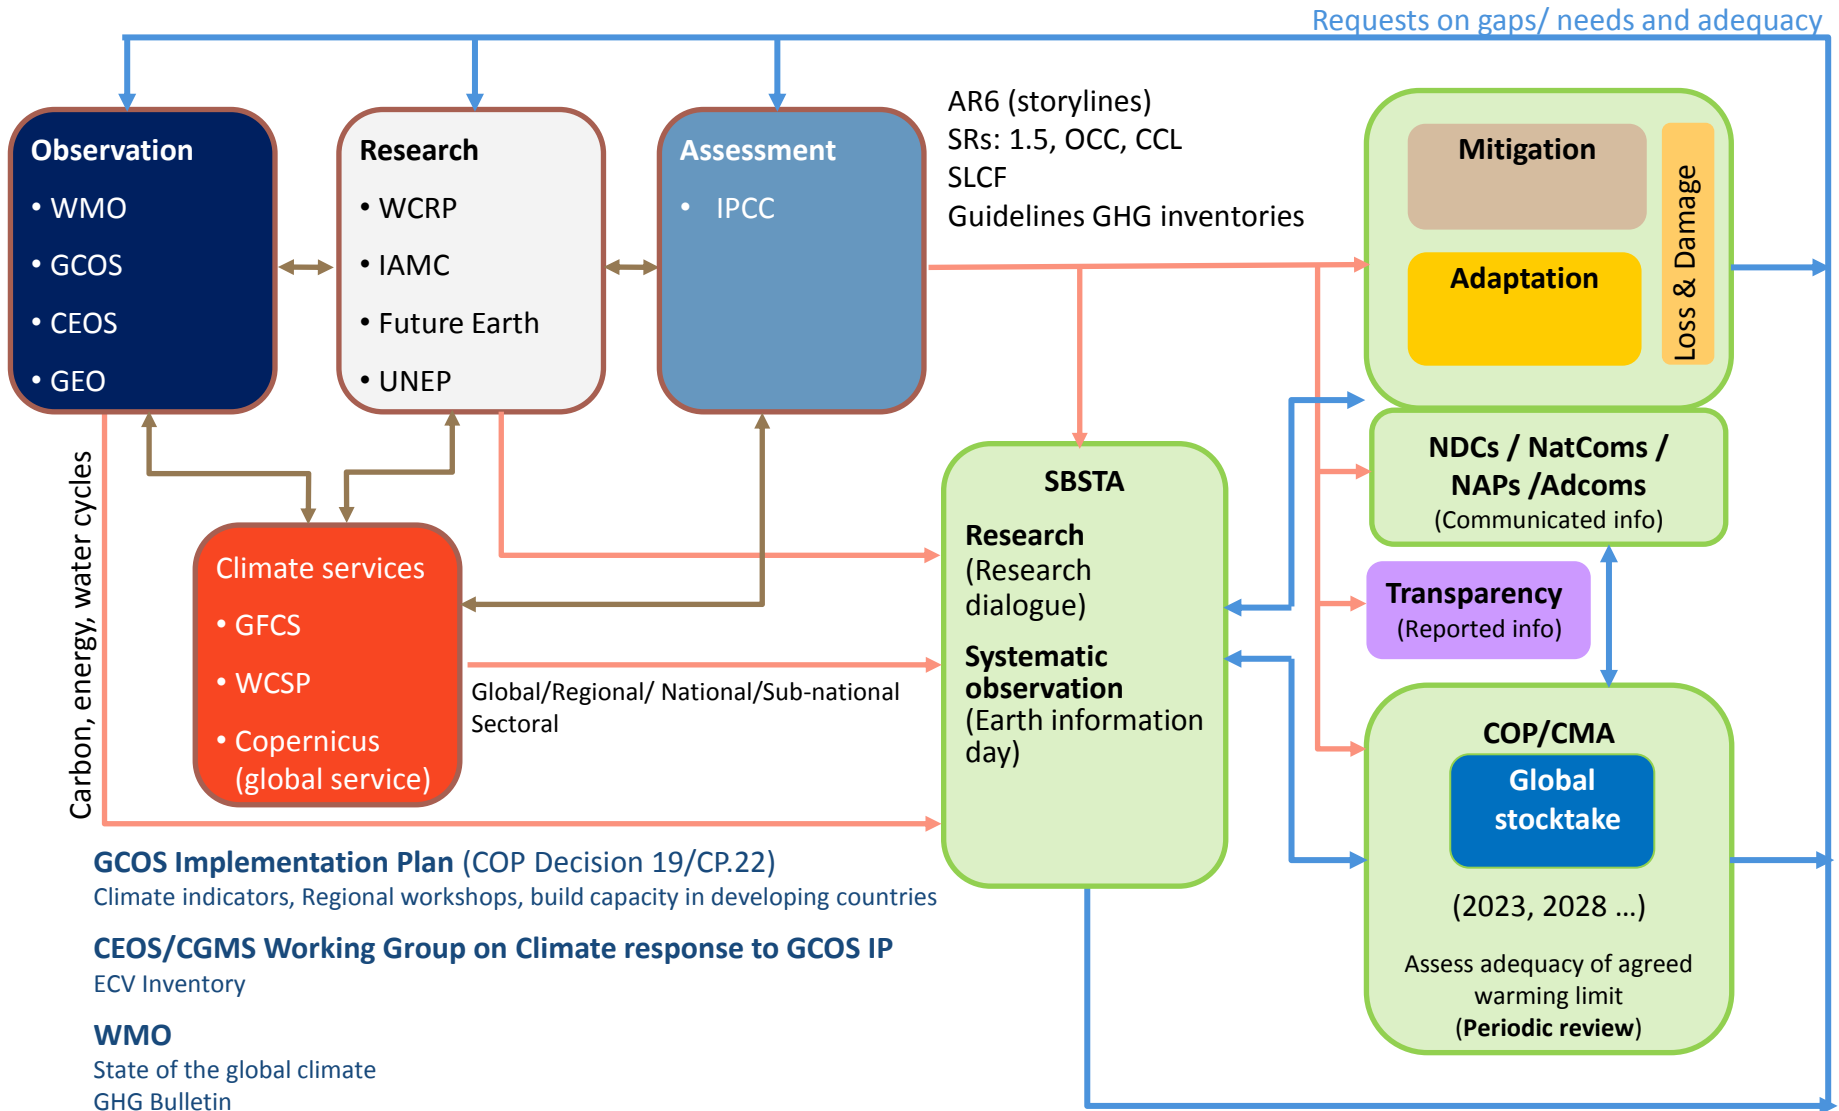 Requests on gaps/ needs and adequacy
Observation
• WMO
• GCOS
• CEOS
• GEO
Research
• WCRP
• IAMC
• Future Earth
• UNEP
Assessment
• IPCC
AR6 (storylines)
SRs: 1.5, OCC, CCL
SLCF
Guidelines GHG inventories
Mitigation
Adaptation
Loss & Damage
NDCs / NatComs /
NAPs /Adcoms
(Communicated info)
Transparency
(Reported info)
COP/CMA
Global
stocktake
(2023, 2028 ...)
Assess adequacy of agreed
warming limit
(Periodic review)
SBSTA
Research
(Research
dialogue)
Systematic
observation
(Earth information
day)
Carbon, energy, water cycles
Climate services
• GFCS
• WCSP
• Copernicus
(global service)
Global/Regional/ National/Sub-national
Sectoral
GCOS Implementation Plan (COP Decision 19/CP.22)
Climate indicators, Regional workshops, build capacity in developing countries
CEOS/CGMS Working Group on Climate response to GCOS IP
ECV Inventory
WMO
State of the global climate
GHG Bulletin